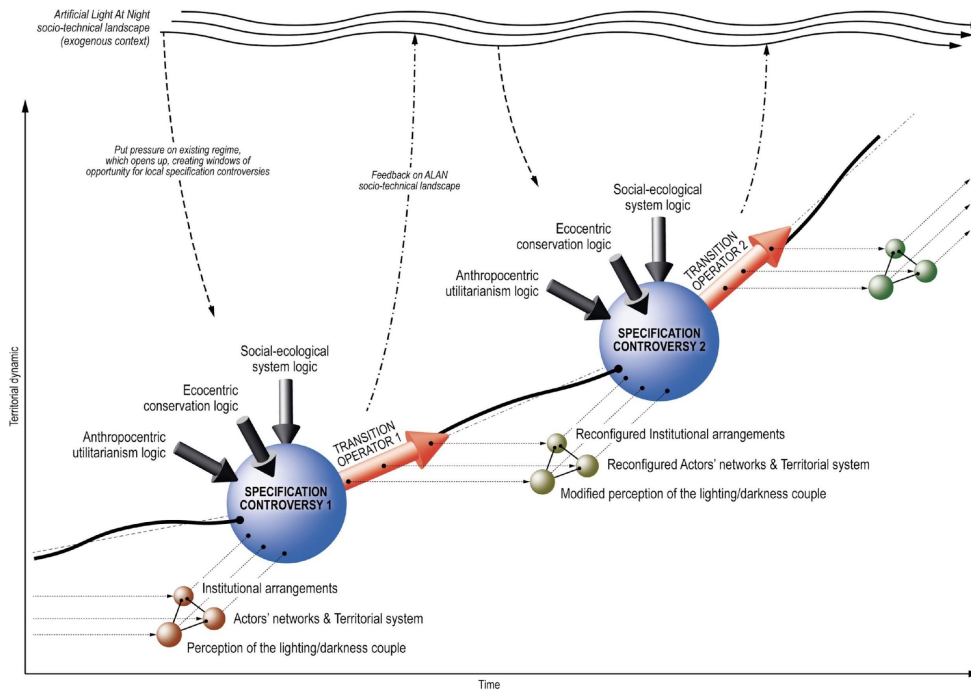 Artificial Light At Night
socio-technical landscape
(exogenous context)
Put pressure on existing regime,
which opens up, creating windows of
opportunity for local specification controversies
Feedback on ALAN
socio-technical landscape
Social-ecological
system logic
Ecocentric
conservation logic
Anthropocentric
utilitarianism logic
TRANSITION
OPERATOR 2
SPECIFICATION
CONTROVERSY 2
Social-ecological
system logic
Ecocentric
conservation logic
Anthropocentric
utilitarianism logic
TRANSITION
OPERATOR 1
SPECIFICATION
CONTROVERSY 1
Reconfigured Institutional arrangements
Reconfigured Actors' networks & Territorial system
Modified perception of the lighting/darkness couple
Institutional arrangements
Actors' networks & Territorial system
Perception of the lighting/darkness couple
Territorial dynamic
Time